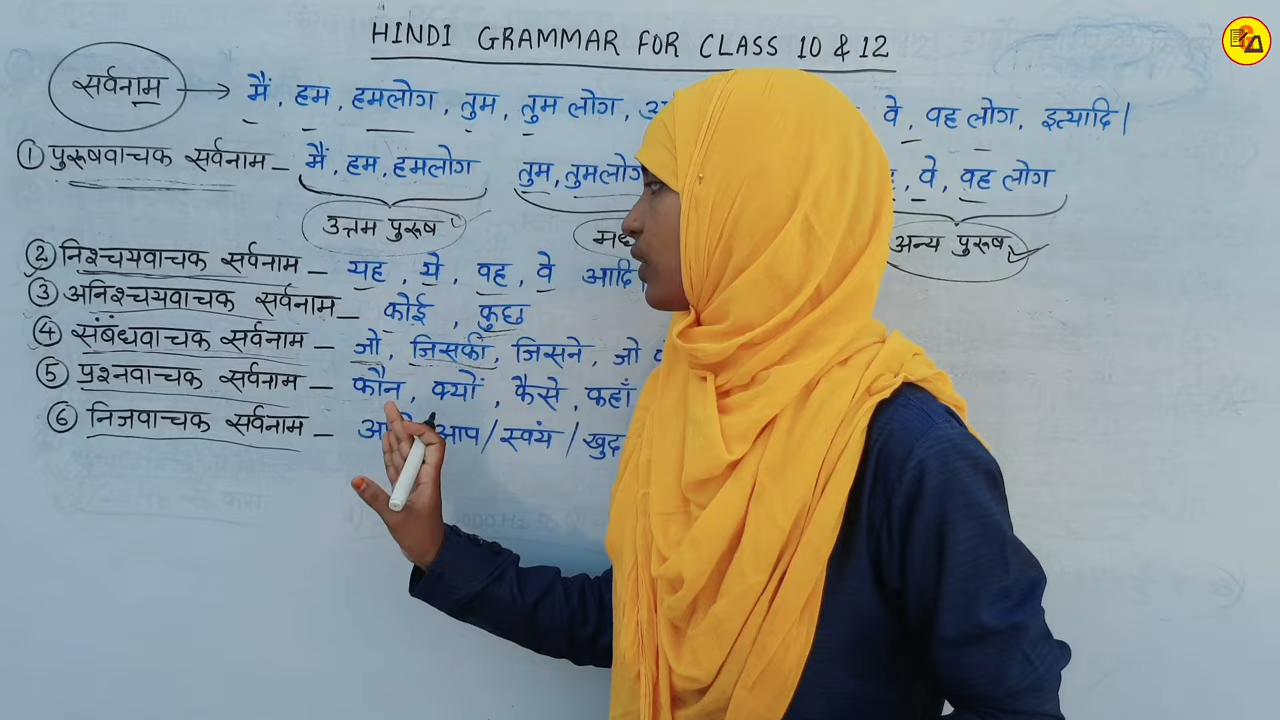 HINDI GRAMMAR FOR CLASS 10 & 12
सर्वनाम → मैं, हम, हमलोग, तुम, तुम लोग, वे, वह लोग, इत्यादि|
① पुरूषवाचक सर्वनाम – मैं, हम, हमलोग तुम, तुमलोग , वे, वह लोग
उत्तम पुरूष अन्य पुरूष
② निश्चयवाचक सर्वनाम – यह, ये, वह, वे आदि|
③ अनिश्चयवाचक सर्वनाम – कोई, कुछ
④ संबंधवाचक सर्वनाम – जो, जिसकी, जिसने, जो
⑤ प्रश्नवाचक सर्वनाम – कौन, क्यों, कैसे, कहाँ
⑥ निजवाचक सर्वनाम – आप/स्वयं/खुद